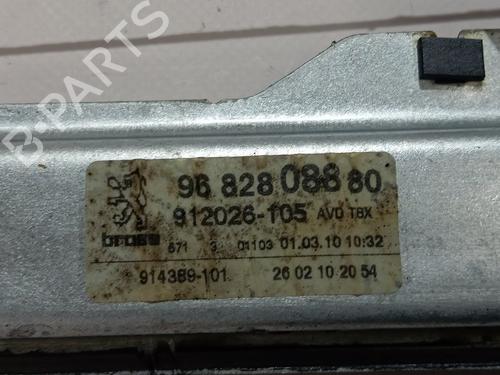 B-PARTS
96 828 088 80
912026-105 AVD T8X
brose
671 3 01103 01.03.10 10:32
914389-101 26 02 10 20 54